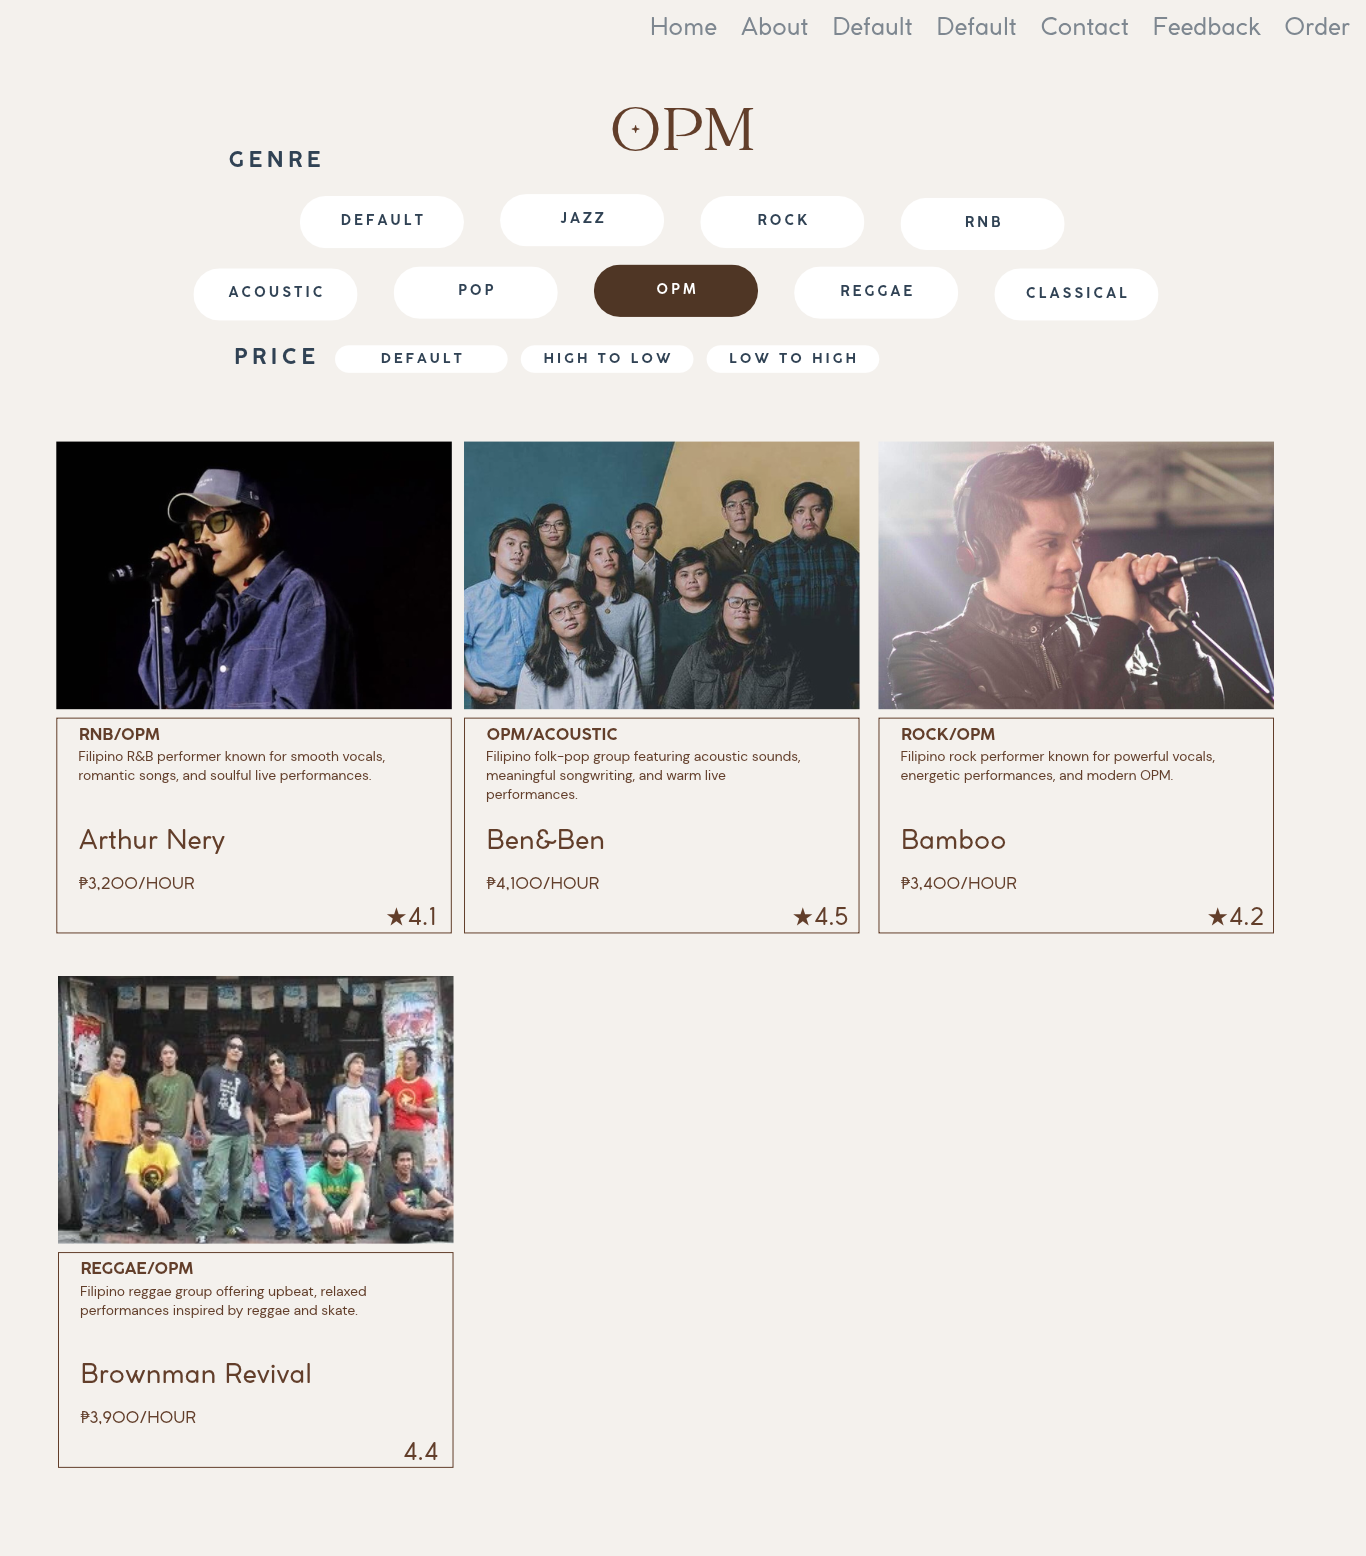 Home About Default Default Contact Feedback Order
OPM
GENRE
DEFAULT JAZZ ROCK RNB
ACOUSTIC POP OPM REGGAE CLASSICAL
PRICE DEFAULT HIGH TO LOW LOW TO HIGH
RNB/OPM
Filipino R&B performer known for smooth vocals,
romantic songs, and soulful live performances.
Arthur Nery
₱3,200/HOUR
★4.1
OPM/ACOUSTIC
Filipino folk-pop group featuring acoustic sounds,
meaningful songwriting, and warm live
performances.
Ben&Ben
₱4,100/HOUR
★4.5
ROCK/OPM
Filipino rock performer known for powerful vocals,
energetic performances, and modern OPM.
Bamboo
₱3,400/HOUR
★4.2
REGGAE/OPM
Filipino reggae group offering upbeat, relaxed
performances inspired by reggae and skate.
Brownman Revival
₱3,900/HOUR
4.4